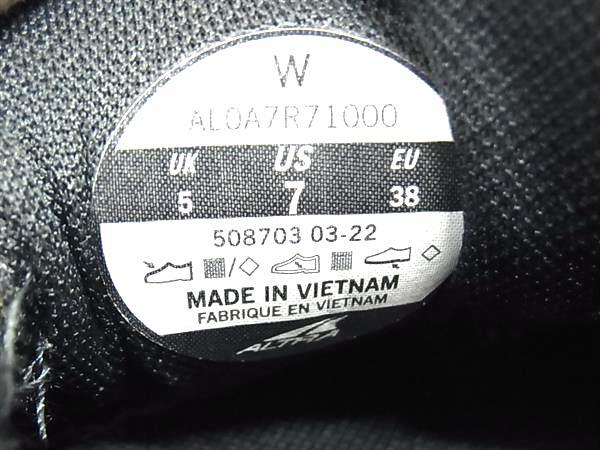 W
AL0A7R71000
UK US EU
5 7 38
508703 03-22
/
MADE IN VIETNAM
FABRIQUE EN VIETNAM
ALTRA